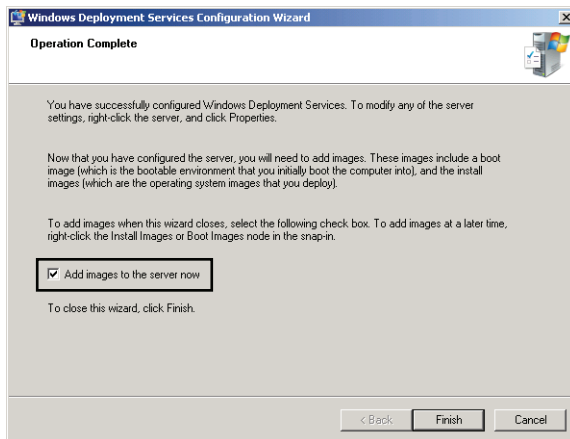 Windows Deployment Services Configuration Wizard
Operation Complete
You have successfully configured Windows Deployment Services. To modify any of the server
settings, right-click the server, and click Properties.
Now that you have configured the server, you will need to add images. These images include a boot
image (which is the bootable environment that you initially boot the computer into), and the install
images (which are the operating system images that you deploy).
To add images when this wizard closes, select the following check box. To add images at a later time,
right-click the Install Images or Boot Images node in the snap-in.
Add images to the server now
To close this wizard, click Finish.
< Back Finish Cancel